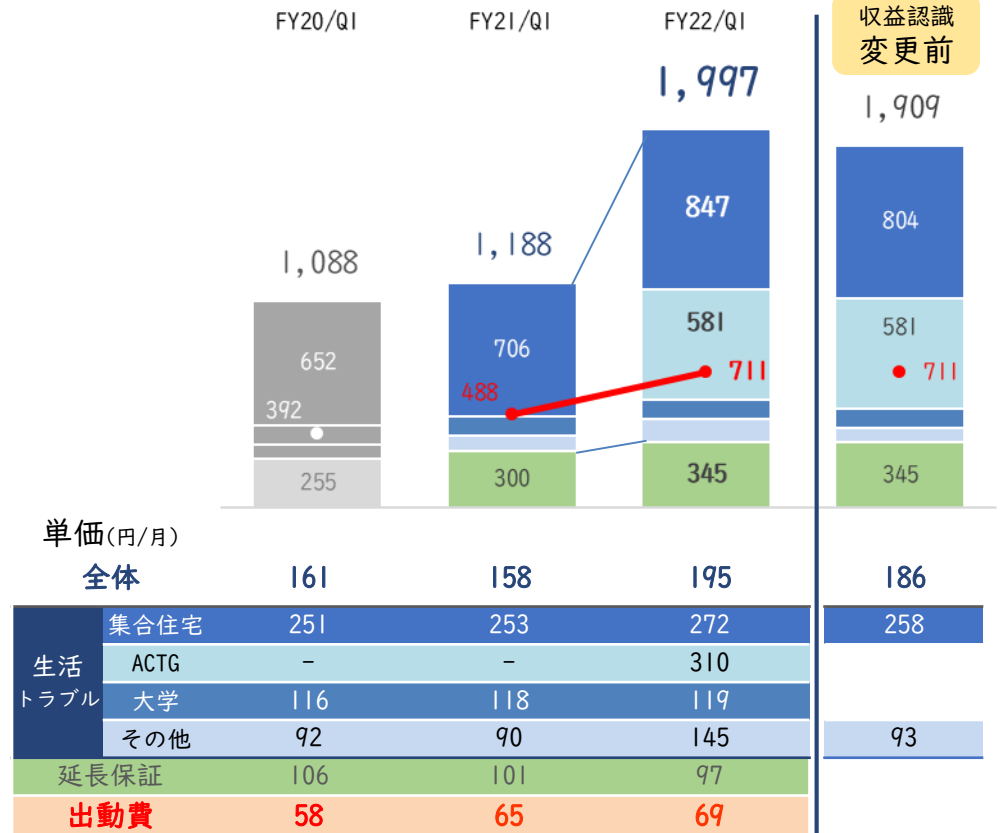 FY20/Q1 FY21/Q1 FY22/Q1 収益認識
変更前
1,997
1,909
847
804
1,188
1,088
581
581
706
652
711
711
488
392
255
300
345
345
単価(円/月)
全体 161 158 195 186
生活
トラブル
集合住宅 251 253 272 258
ACTG - - 310
大学 116 118 119
その他 92 90 145 93
延長保証 106 101 97
出動費 58 65 69